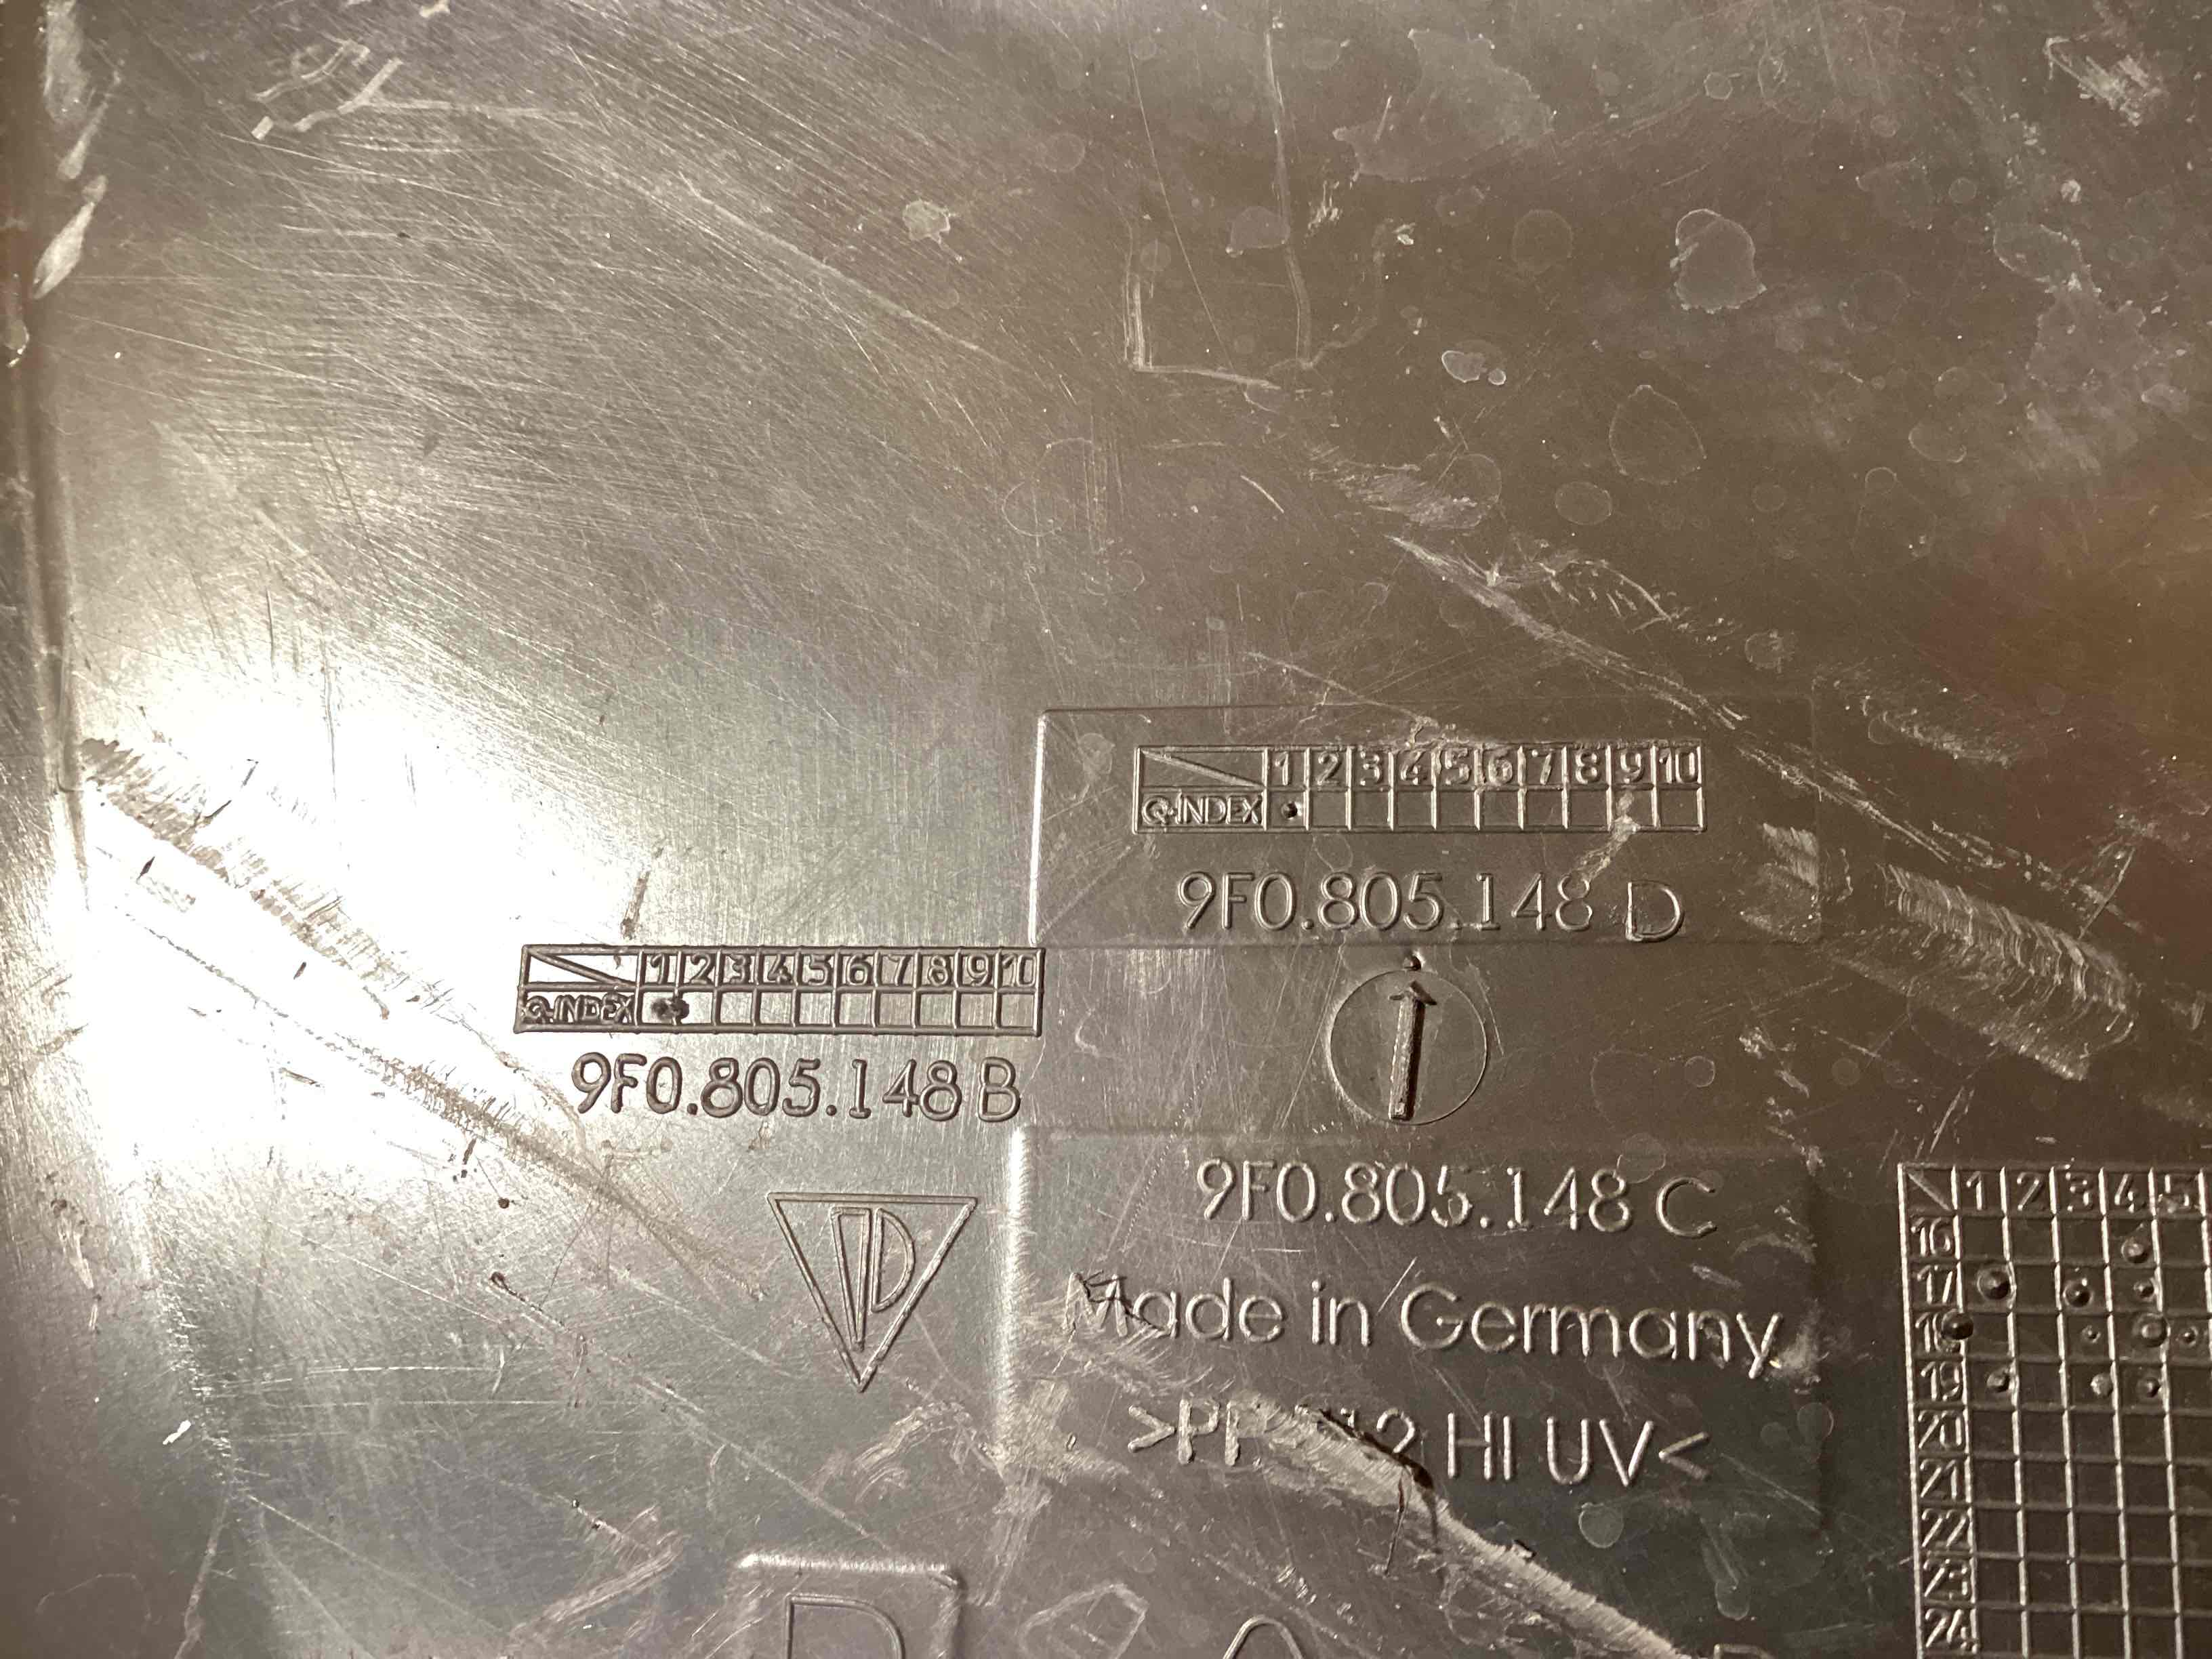 1 2 3 4 5 6 7 8 9 10
Q-INDEX
9F0.805.148 D
1 2 3 4 5 6 7 8 9 10
Q-INDEX
9F0.805.148 B
9F0.805.148 C
Made in Germany
HI UV<
1 2 3 4 5
16
17
18
19
20
21
22
23
24